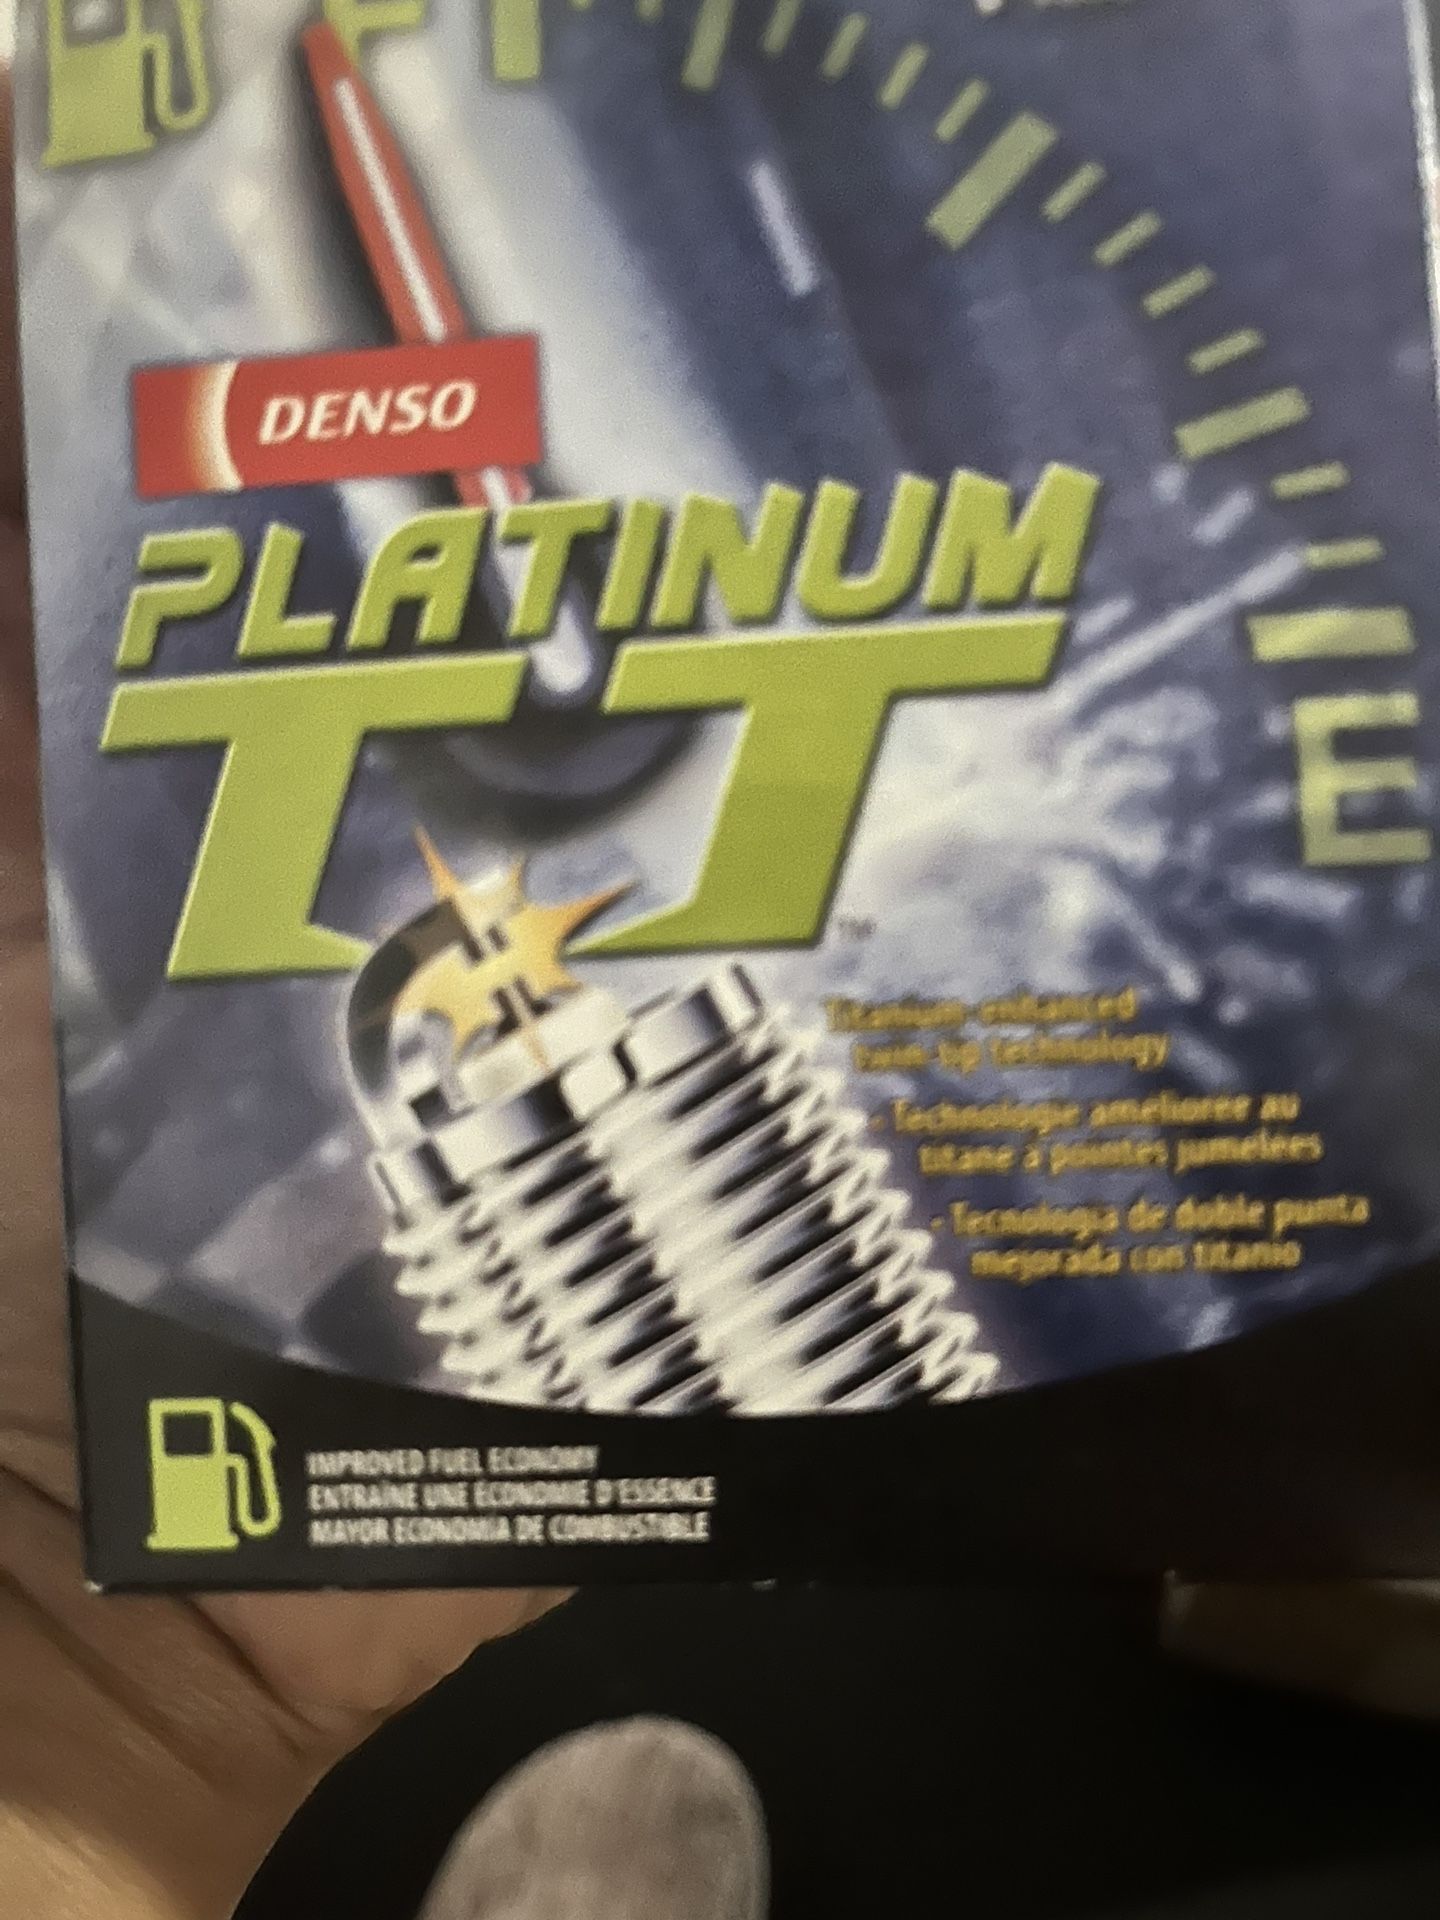 F
DENSO
PLATINUM
TT
TM
E
Titanium-enhanced
twin-tip technology
- Technologie améliorée au
titane à pointes jumelées
- Tecnología de doble punta
mejorada con titanio
IMPROVED FUEL ECONOMY
ENTRAÎNE UNE ÉCONOMIE D'ESSENCE
MAYOR ECONOMÍA DE COMBUSTIBLE